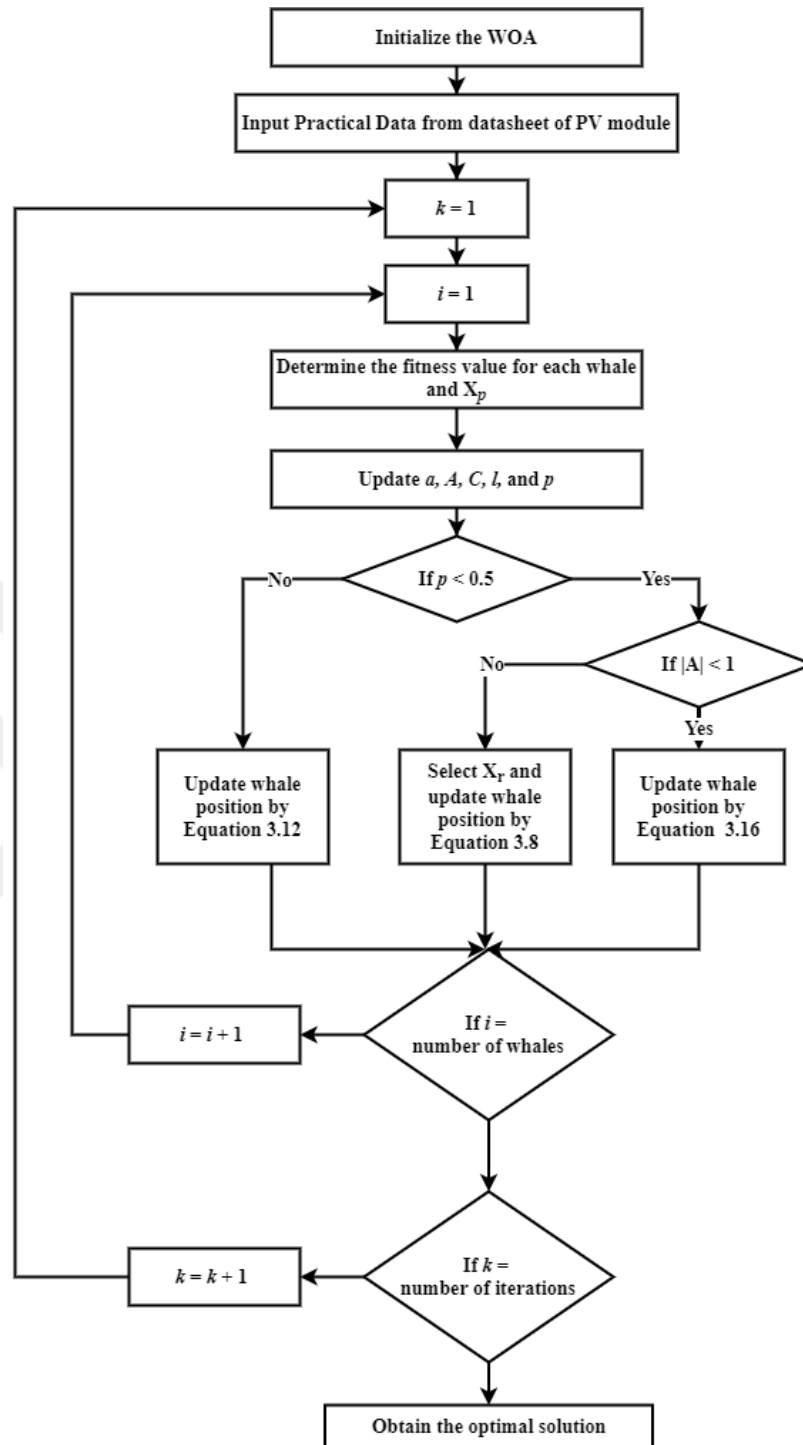 Initialize the WOA
Input Practical Data from datasheet of PV module
k = 1
i = 1
Determine the fitness value for each whale
and Xp
Update a, A, C, l, and p
If p < 0.5
No
Yes
If |A| < 1
No
Yes
Update whale
position by
Equation 3.12
Select Xr and
update whale
position by
Equation 3.8
Update whale
position by
Equation 3.16
If i =
number of whales
i = i + 1
If k =
number of iterations
k = k + 1
Obtain the optimal solution